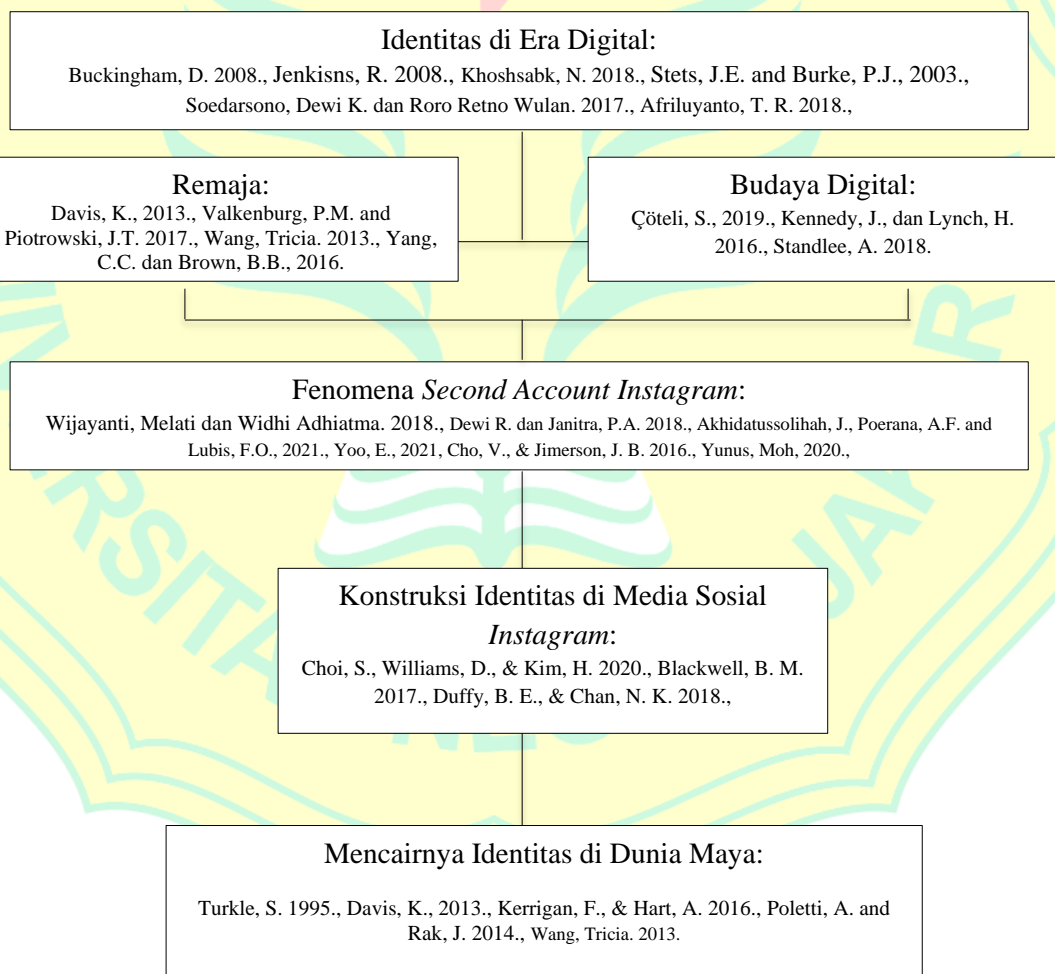 Identitas di Era Digital:
Buckingham, D. 2008., Jenkisns, R. 2008., Khoshsabk, N. 2018., Stets, J.E. and Burke, P.J., 2003.,
Soedarsono, Dewi K. dan Roro Retno Wulan. 2017., Afriluyanto, T. R. 2018.,
Remaja:
Davis, K., 2013., Valkenburg, P.M. and
Piotrowski, J.T. 2017., Wang, Tricia. 2013., Yang,
C.C. dan Brown, B.B., 2016.
Budaya Digital:
Çöteli, S., 2019., Kennedy, J., dan Lynch, H.
2016., Standlee, A. 2018.
Fenomena Second Account Instagram:
Wijayanti, Melati dan Widhi Adhiatma. 2018., Dewi R. dan Janitra, P.A. 2018., Akhidatussolihah, J., Poerana, A.F. and
Lubis, F.O., 2021., Yoo, E., 2021, Cho, V., & Jimerson, J. B. 2016., Yunus, Moh, 2020.,
Konstruksi Identitas di Media Sosial
Instagram:
Choi, S., Williams, D., & Kim, H. 2020., Blackwell, B. M.
2017., Duffy, B. E., & Chan, N. K. 2018.,
Mencairnya Identitas di Dunia Maya:
Turkle, S. 1995., Davis, K., 2013., Kerrigan, F., & Hart, A. 2016., Poletti, A. and
Rak, J. 2014., Wang, Tricia. 2013.